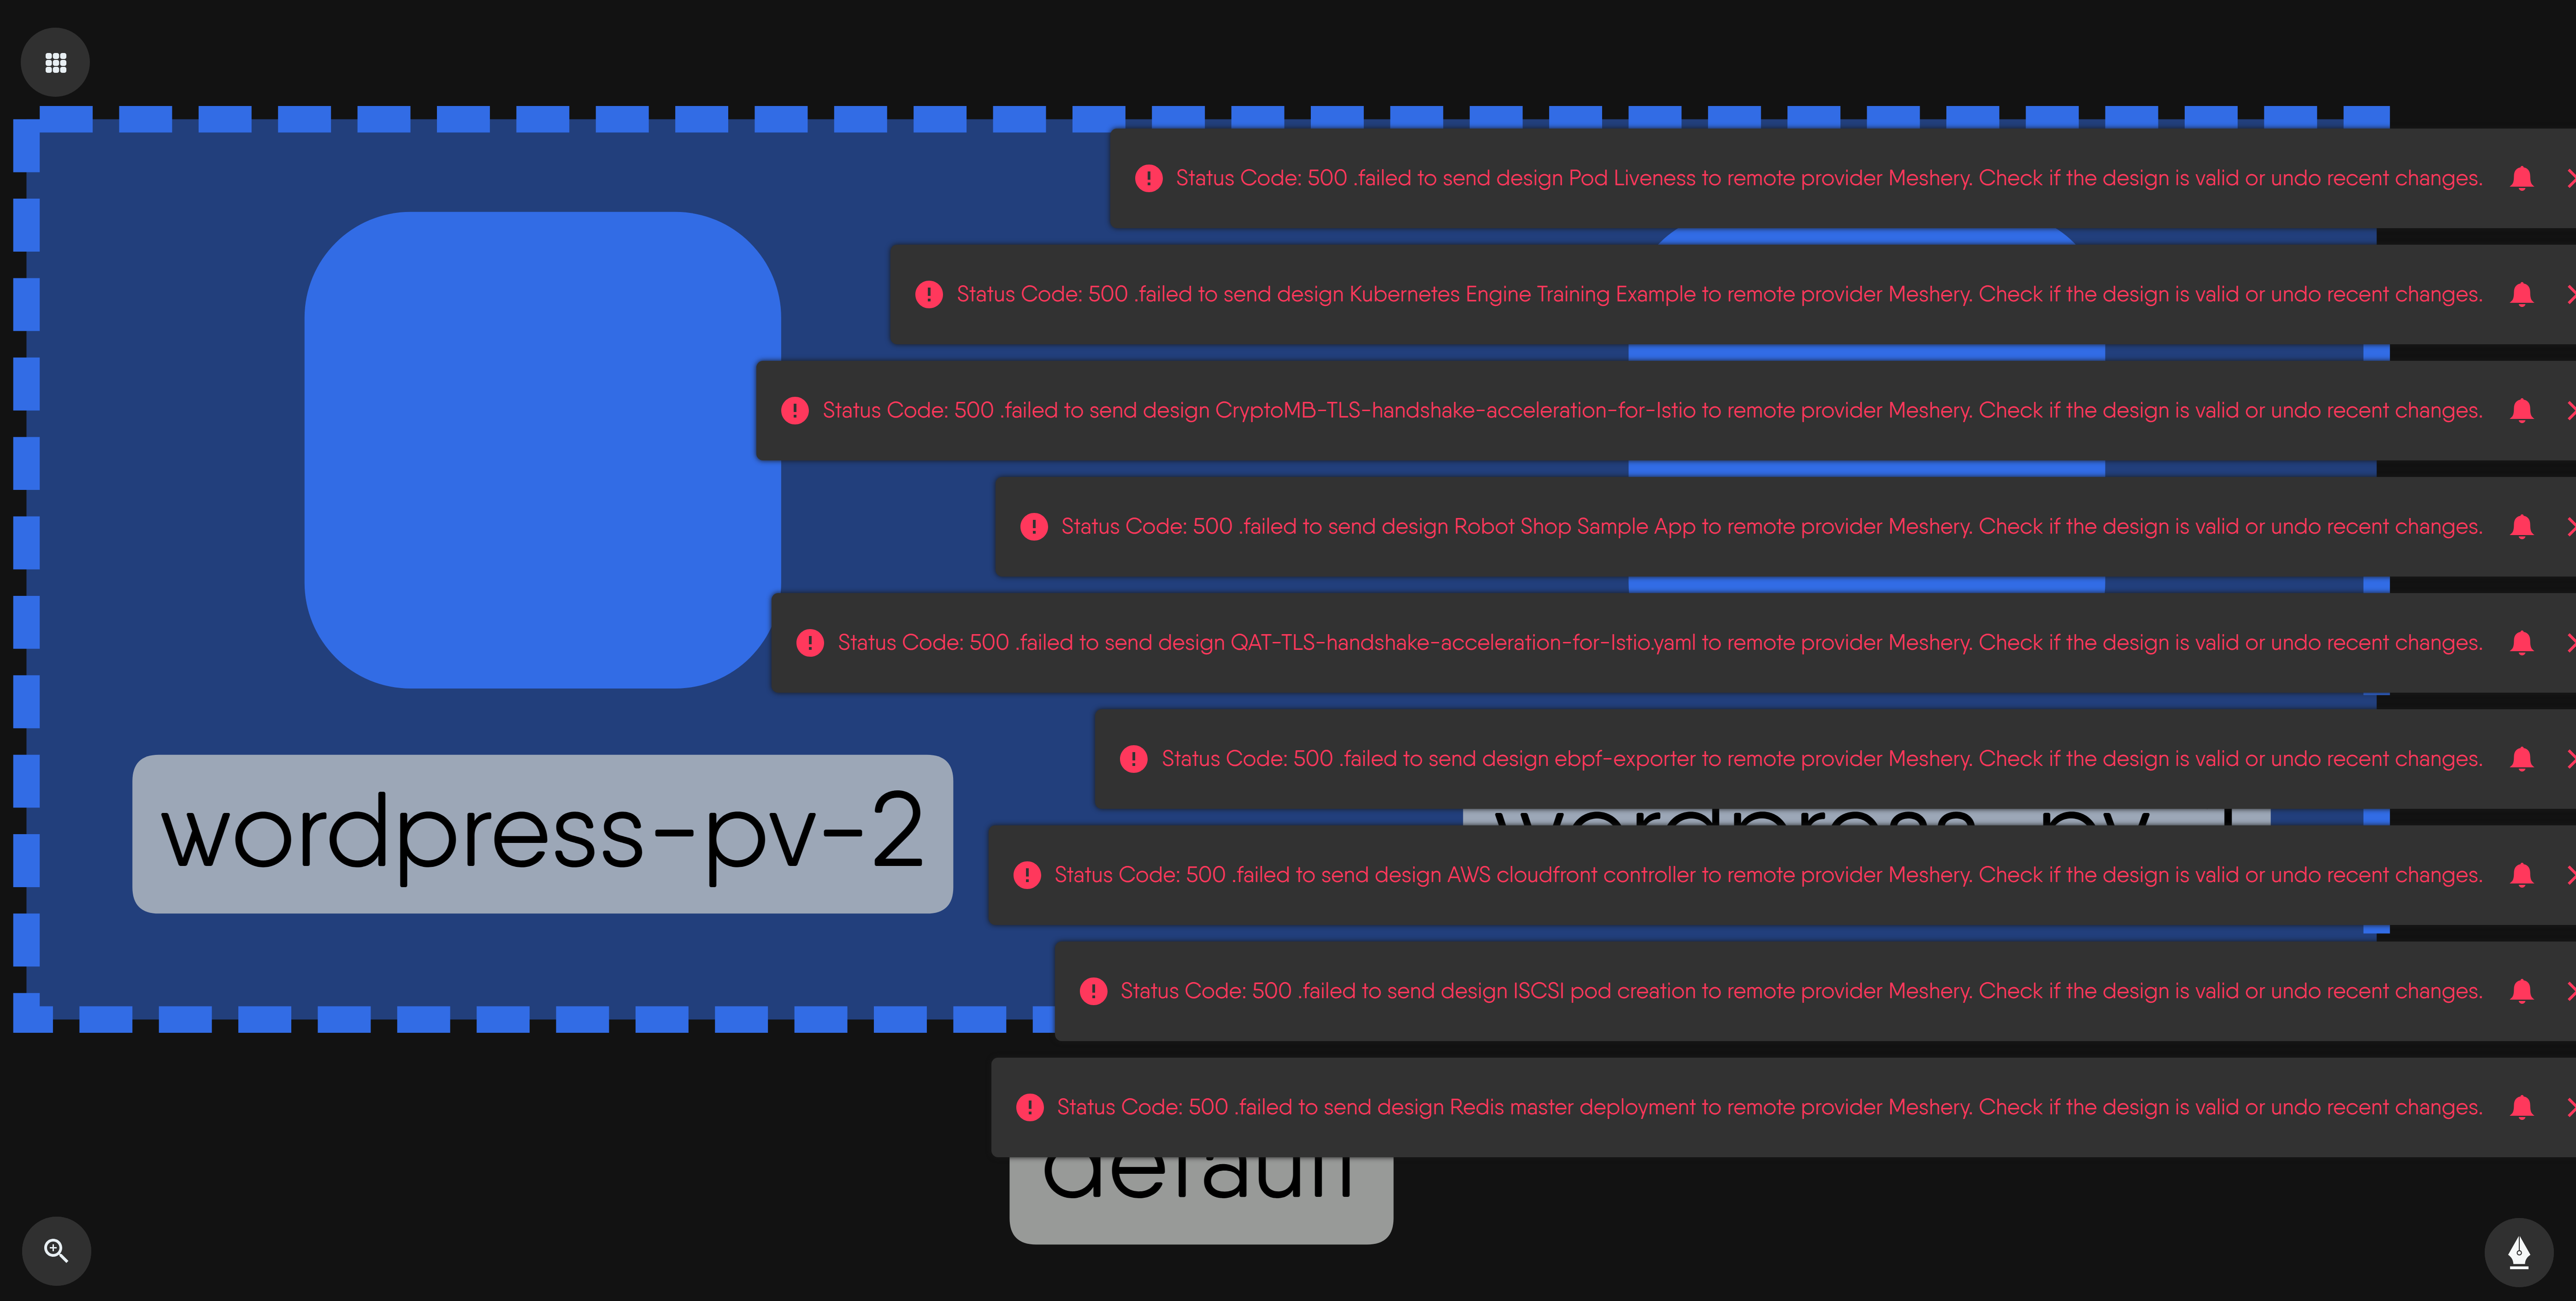 Status Code: 500 .failed to send design Pod Liveness to remote provider Meshery. Check if the design is valid or undo recent changes.
Status Code: 500 .failed to send design Kubernetes Engine Training Example to remote provider Meshery. Check if the design is valid or undo recent changes.
Status Code: 500 .failed to send design CryptoMB-TLS-handshake-acceleration-for-Istio to remote provider Meshery. Check if the design is valid or undo recent changes.
Status Code: 500 .failed to send design Robot Shop Sample App to remote provider Meshery. Check if the design is valid or undo recent changes.
Status Code: 500 .failed to send design QAT-TLS-handshake-acceleration-for-Istio.yaml to remote provider Meshery. Check if the design is valid or undo recent changes.
Status Code: 500 .failed to send design ebpf-exporter to remote provider Meshery. Check if the design is valid or undo recent changes.
wordpress-pv-2
Status Code: 500 .failed to send design AWS cloudfront controller to remote provider Meshery. Check if the design is valid or undo recent changes.
Status Code: 500 .failed to send design ISCSI pod creation to remote provider Meshery. Check if the design is valid or undo recent changes.
Status Code: 500 .failed to send design Redis master deployment to remote provider Meshery. Check if the design is valid or undo recent changes.
default